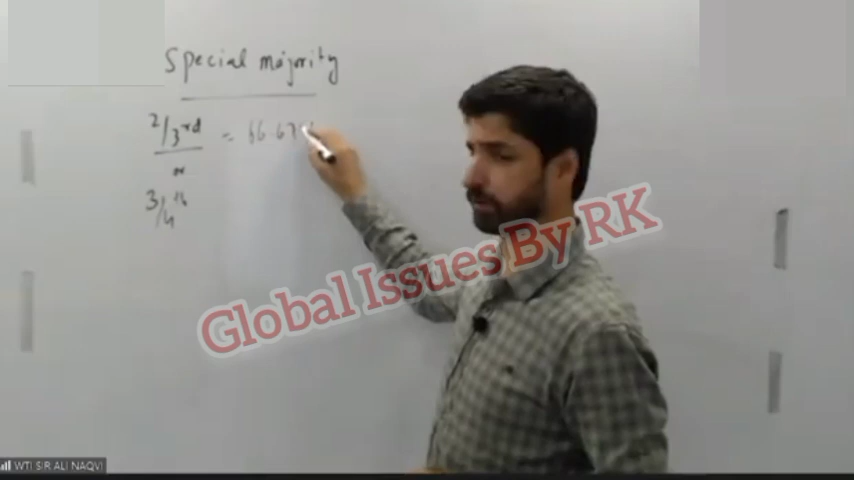 Special majority
2/3rd = 66.67%
or
3/4th
Global Issues By RK
WTI SIR ALI NAQVI